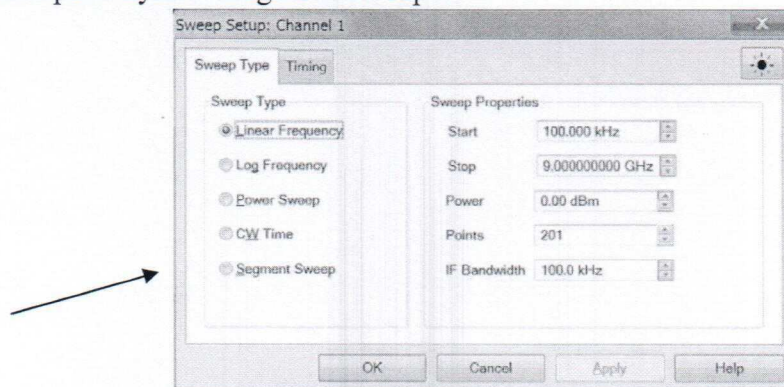 Sweep Setup: Channel 1
Sweep Type Timing
Sweep Type
Linear Frequency
Log Frequency
Power Sweep
CW Time
Segment Sweep
Sweep Properties
Start 100.000 kHz
Stop 9.000000000 GHz
Power 0.00 dBm
Points 201
IF Bandwidth 100.0 kHz
OK Cancel Apply Help